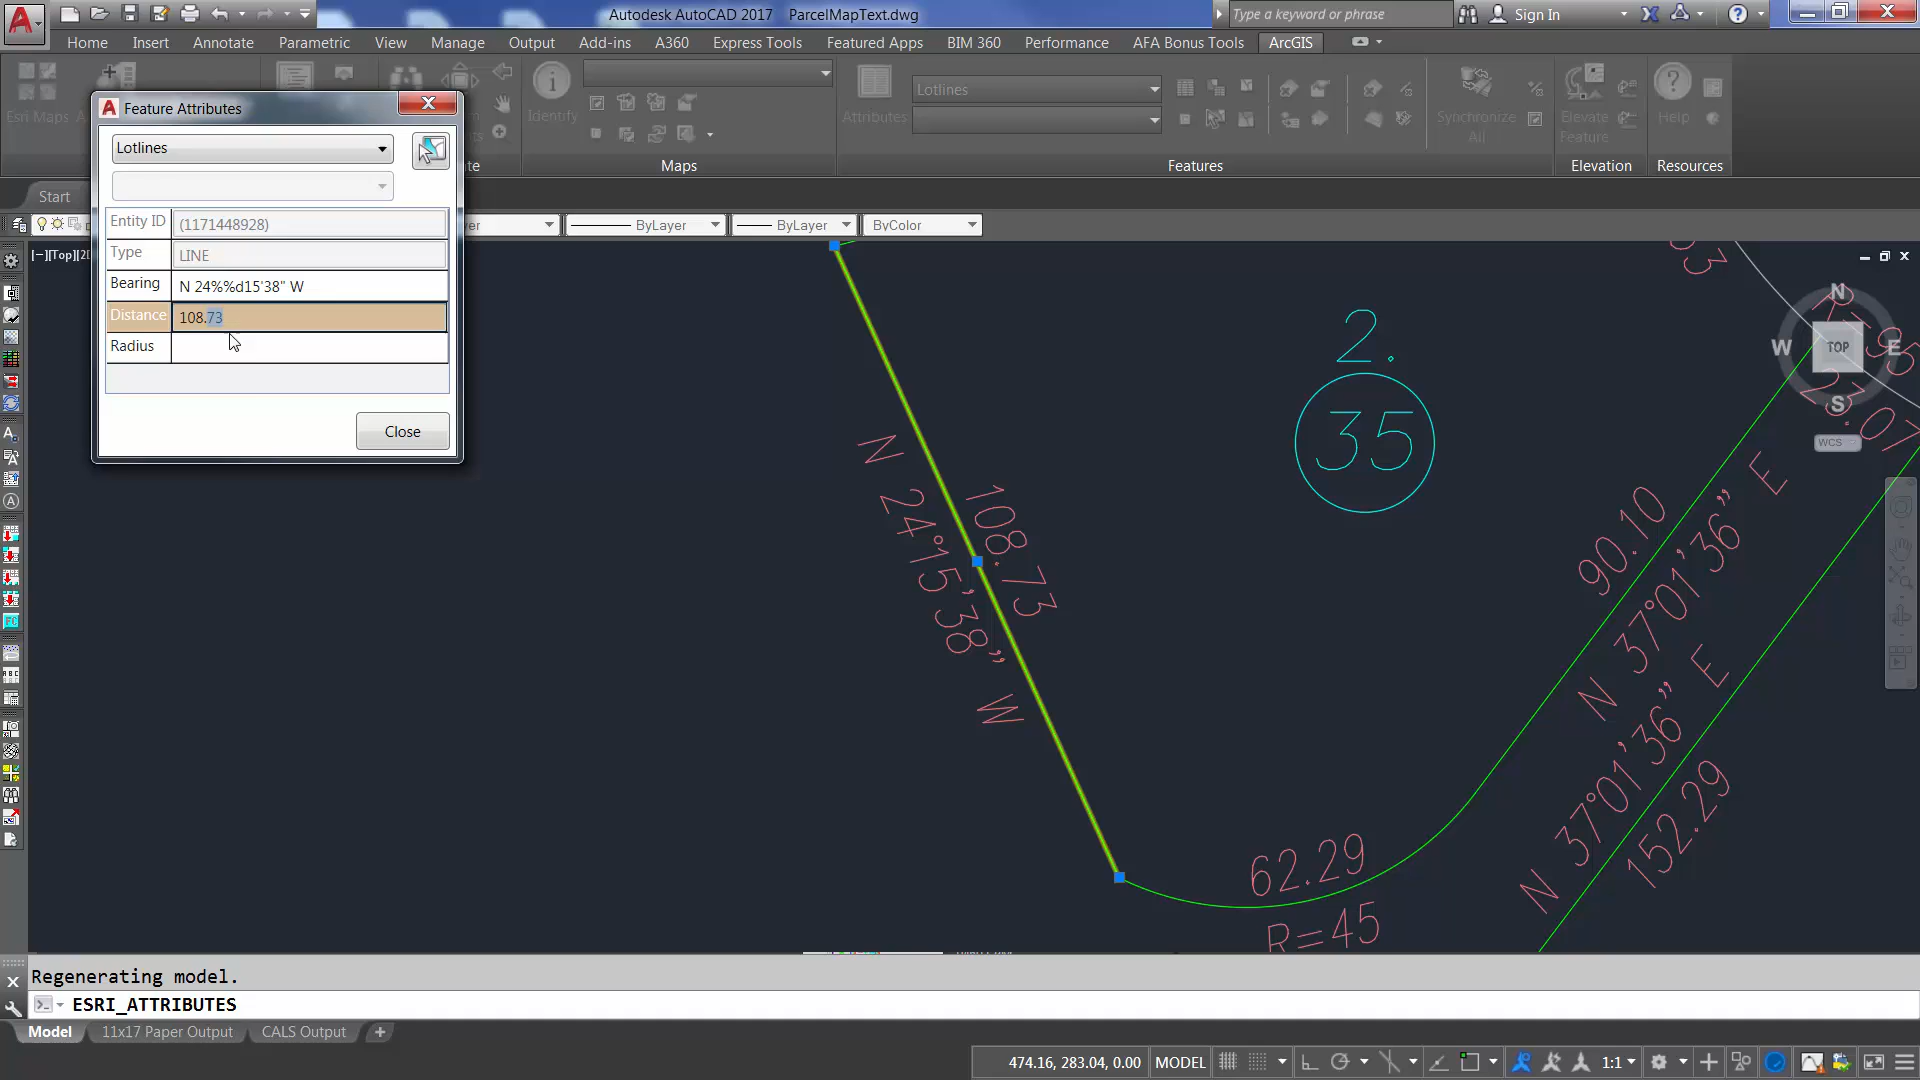 Autodesk AutoCAD 2017 ParcelMapText.dwg
Type a keyword or phrase
Sign In
Home Insert Annotate Parametric View Manage Output Add-ins A360 Express Tools Featured Apps BIM 360 Performance AFA Bonus Tools ArcGIS
Esri Maps
Identify
Attributes
Lotlines
Synchronize
All
Elevate
Feature
Help
Maps
Features
Elevation
Resources
Start
ByLayer
ByLayer
ByColor
Feature Attributes
Lotlines
Entity ID (1171448928)
Type LINE
Bearing N 24%%d15'38" W
Distance 108.73
Radius
Close
[−][Top][2D
N
W TOP E
S
WCS
2.
35
108.73
N 24°15'38" W
90.10
N 37°01'36" E
N 37°01'36" E
152.29
62.29
R=45
Regenerating model.
ESRI_ATTRIBUTES
Model 11x17 Paper Output CALS Output +
474.16, 283.04, 0.00 MODEL 1:1